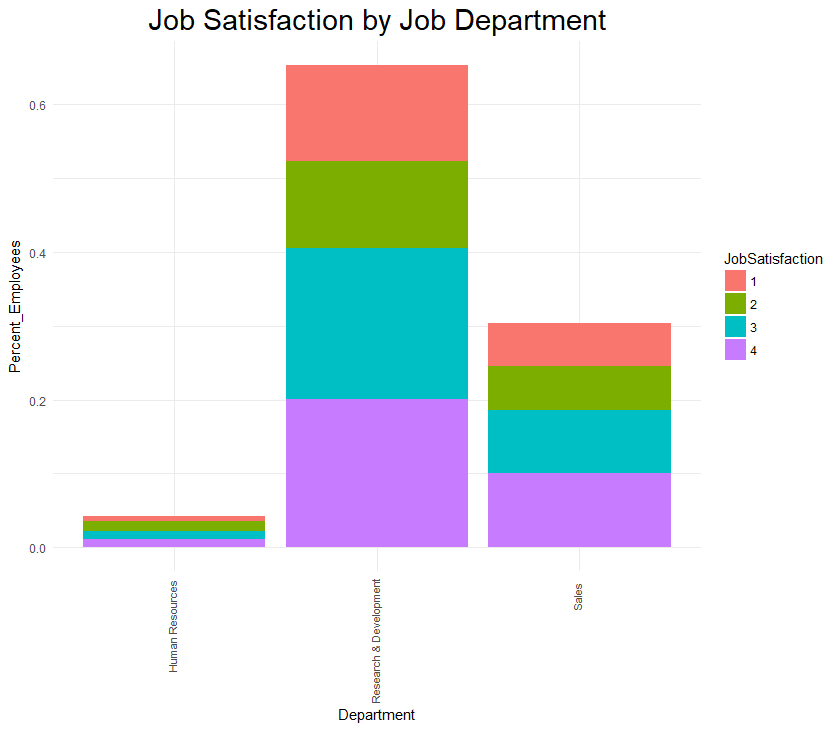 Job Satisfaction by Job Department
Percent_Employees
0.6
0.4
0.2
0.0
Human Resources
Research & Development
Sales
Department
JobSatisfaction
1
2
3
4